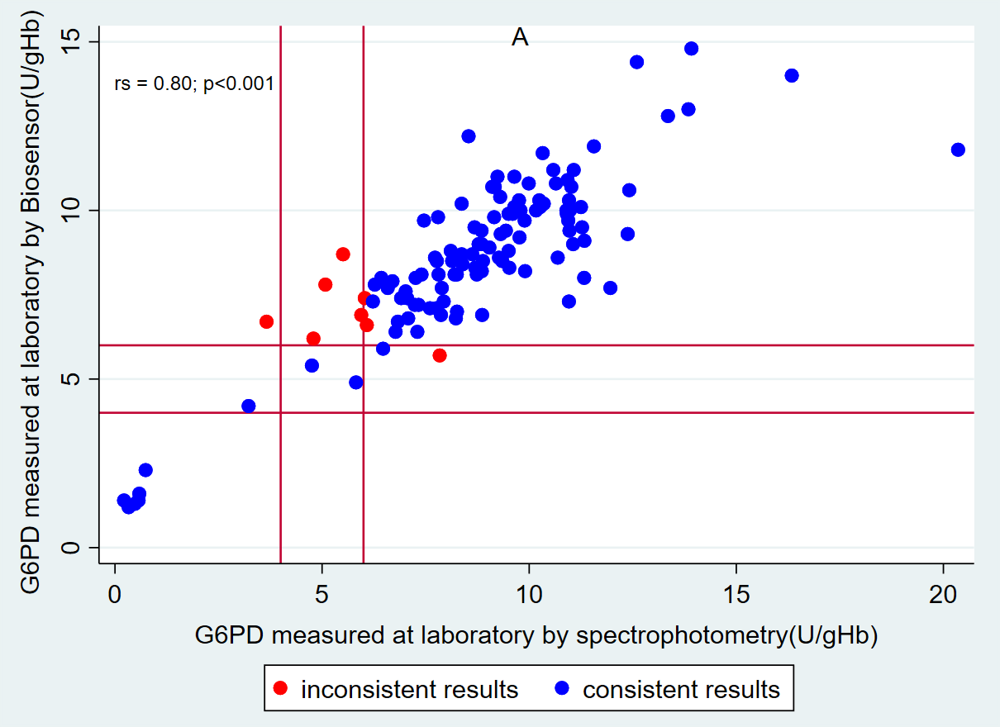 A
rs = 0.80; p<0.001
G6PD measured at laboratory by Biosensor(U/gHb)
15
10
5
0
0 5 10 15 20
G6PD measured at laboratory by spectrophotometry(U/gHb)
inconsistent results consistent results